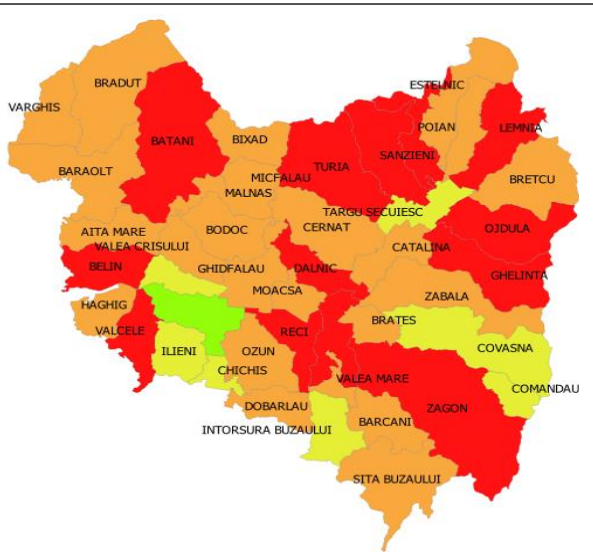 ESTELNIC
BRADUT
VARGHIS
POIAN
LEMNIA
BATANI
BIXAD
SANZIENI
TURIA
BARAOLT
MICFALAU
BRETCU
MALNAS
TARGU SECUIESC
CERNAT
OJDULA
AITA MARE
BODOC
VALEA CRISULUI
CATALINA
BELIN
GHIDFALAU
DALNIC
GHELINTA
MOACSA
ZABALA
HAGHIG
BRATES
VALCELE
RECI
COVASNA
ILIENI
OZUN
CHICHIS
VALEA MARE
COMANDAU
DOBARLAU
ZAGON
BARCANI
INTORSURA BUZAULUI
SITA BUZAULUI